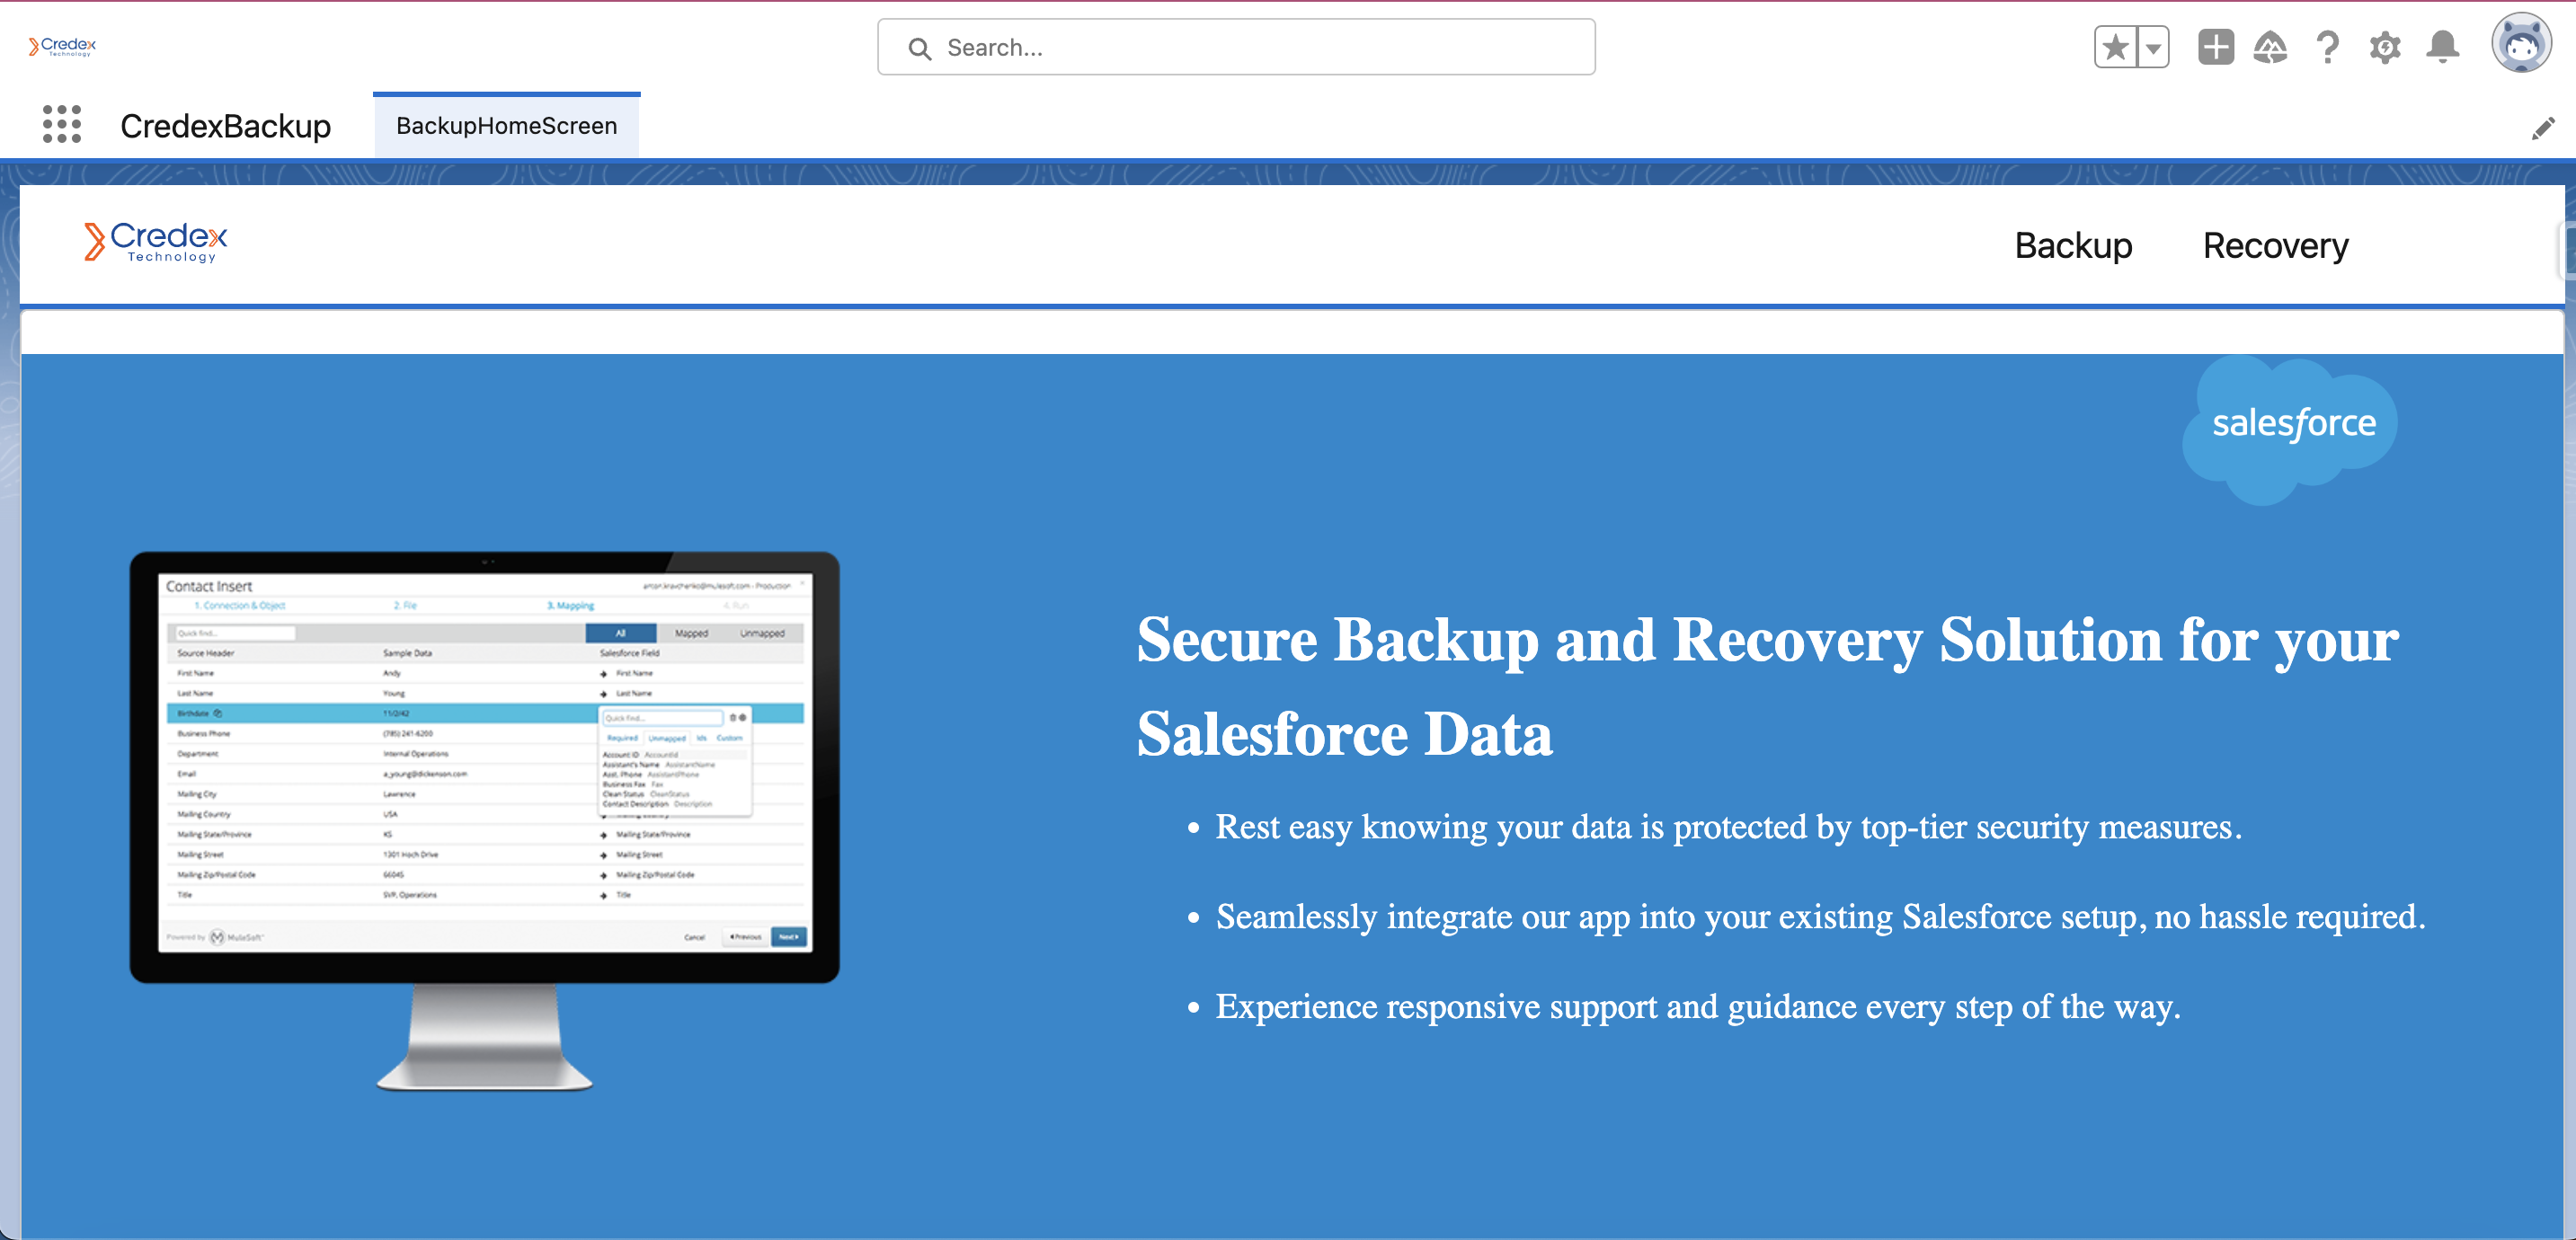 Credex
Technology
Search...
CredexBackup
BackupHomeScreen
Credex
Technology
Backup Recovery
salesforce
Contact Insert
- Production
1. Connection & Object 2. File 3. Mapping 4. Run
Quick find... All Mapped Unmapped
Source Header Sample Data Salesforce Field
First Name Andy First Name
Last Name Young Last Name
Birthdate 11/2/42
Quick find...
Business Phone (785) 241-6200
Required Unmapped Ids Custom
Department Internal Operations
Account ID AccountId
Assistant's Name AssistantName
Email a_young@dickenson.com
Asst. Phone AssistantPhone
Business Fax Fax
Mailing City Lawrence
Clean Status CleanStatus
Contact Description Description
Mailing Country USA
Mailing State/Province KS Mailing State/Province
Mailing Street 1301 Hoch Drive Mailing Street
Mailing Zip/Postal Code 66045 Mailing Zip/Postal Code
Title SVP, Operations Title
Powered by MuleSoft Cancel Previous Next
Secure Backup and Recovery Solution for your
Salesforce Data
Rest easy knowing your data is protected by top-tier security measures.
Seamlessly integrate our app into your existing Salesforce setup, no hassle required.
Experience responsive support and guidance every step of the way.